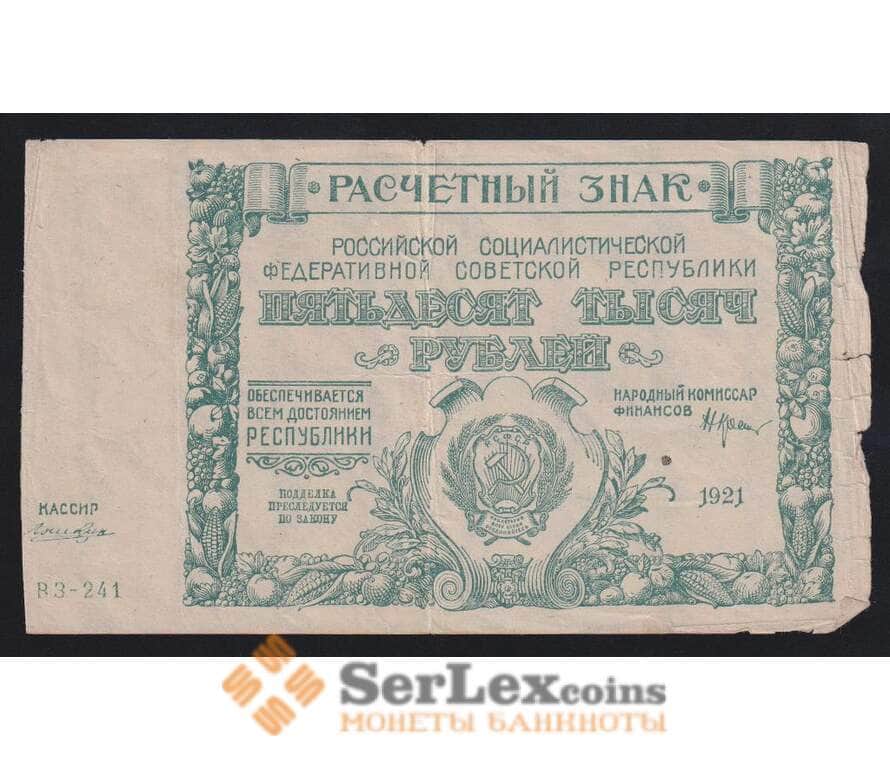 РАСЧЕТНЫЙ ЗНАК
РОССИЙСКОЙ СОЦИАЛИСТИЧЕСКОЙ
ФЕДЕРАТИВНОЙ СОВЕТСКОЙ РЕСПУБЛИКИ
ПЯТЬДЕСЯТ ТЫСЯЧ
РУБЛЕЙ
ОБЕСПЕЧИВАЕТСЯ
ВСЕМ ДОСТОЯНИЕМ
РЕСПУБЛИКИ
НАРОДНЫЙ КОМИССАР
ФИНАНСОВ
ПОДДЕЛКА
ПРЕСЛЕДУЕТСЯ
ПО ЗАКОНУ
Р.С.Ф.С.Р.
1921
КАССИР
ВЗ-241
SerLexcoins
МОНЕТЫ БАНКНОТЫ